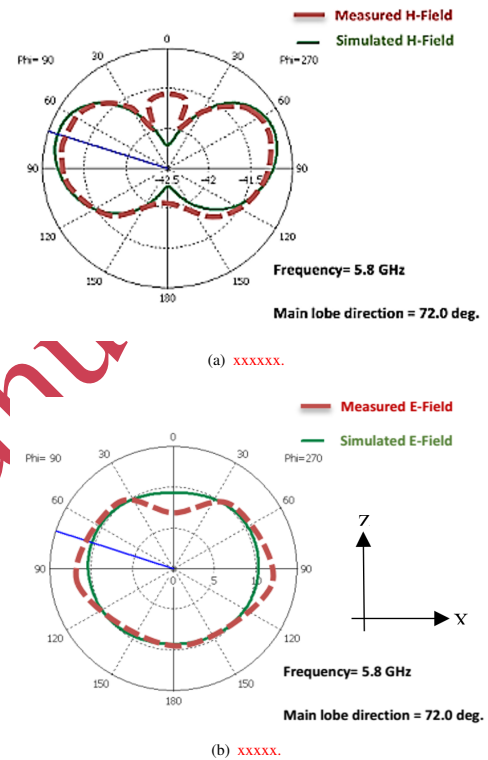 Measured H-Field
Simulated H-Field
0
Phi= 90
30
30
Phi=270
60
60
90
-42.5
-42
-41.5
90
120
120
150
150
180
Frequency= 5.8 GHz
Main lobe direction = 72.0 deg.
(a) xxxxxx.
Measured E-Field
Simulated E-Field
0
Phi= 90
30
30
Phi=270
60
60
Z
90
0
5
10
90
X
120
120
150
150
180
Frequency= 5.8 GHz
Main lobe direction = 72.0 deg.
(b) xxxxx.